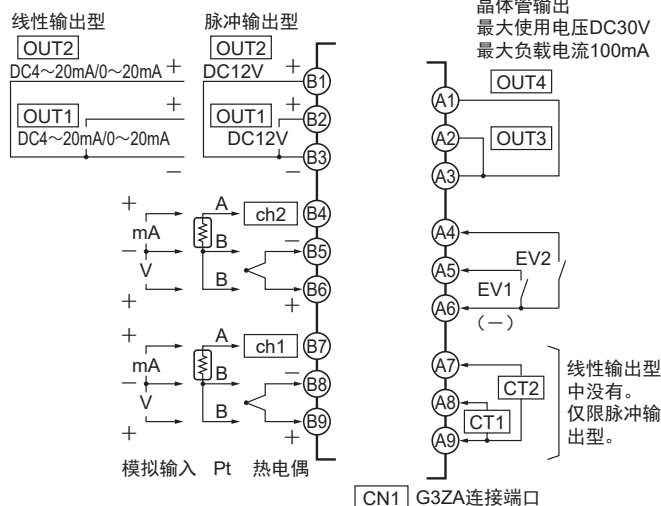 线性输出型
OUT2
DC4～20mA/0～20mA +
OUT1
DC4～20mA/0～20mA
+
−
脉冲输出型
OUT2
DC12V +
OUT1 +
DC12V
−
B1
B2
B3
+
mA
−
V
+
A
B
B
ch2
−
+
B4
B5
B6
+
mA
−
V
+
A
B
B
ch1
−
+
B7
B8
B9
模拟输入 Pt 热电偶
晶体管输出
最大使用电压DC30V
最大负载电流100mA
A1
A2
A3
OUT4
OUT3
A4
A5
A6
EV2
EV1
(−)
A7
A8
A9
CT2
CT1
线性输出型
中没有。
仅限脉冲输
出型。
CN1 G3ZA连接端口